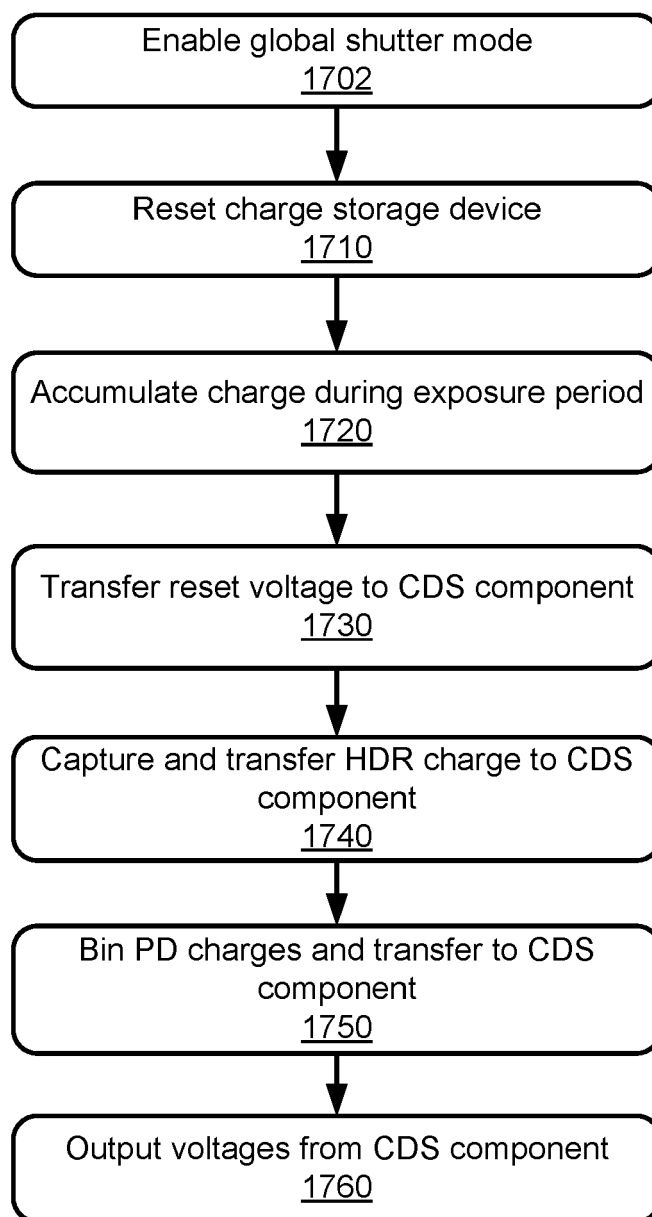 Enable global shutter mode
1702
Reset charge storage device
1710
Accumulate charge during exposure period
1720
Transfer reset voltage to CDS component
1730
Capture and transfer HDR charge to CDS
component
1740
Bin PD charges and transfer to CDS
component
1750
Output voltages from CDS component
1760